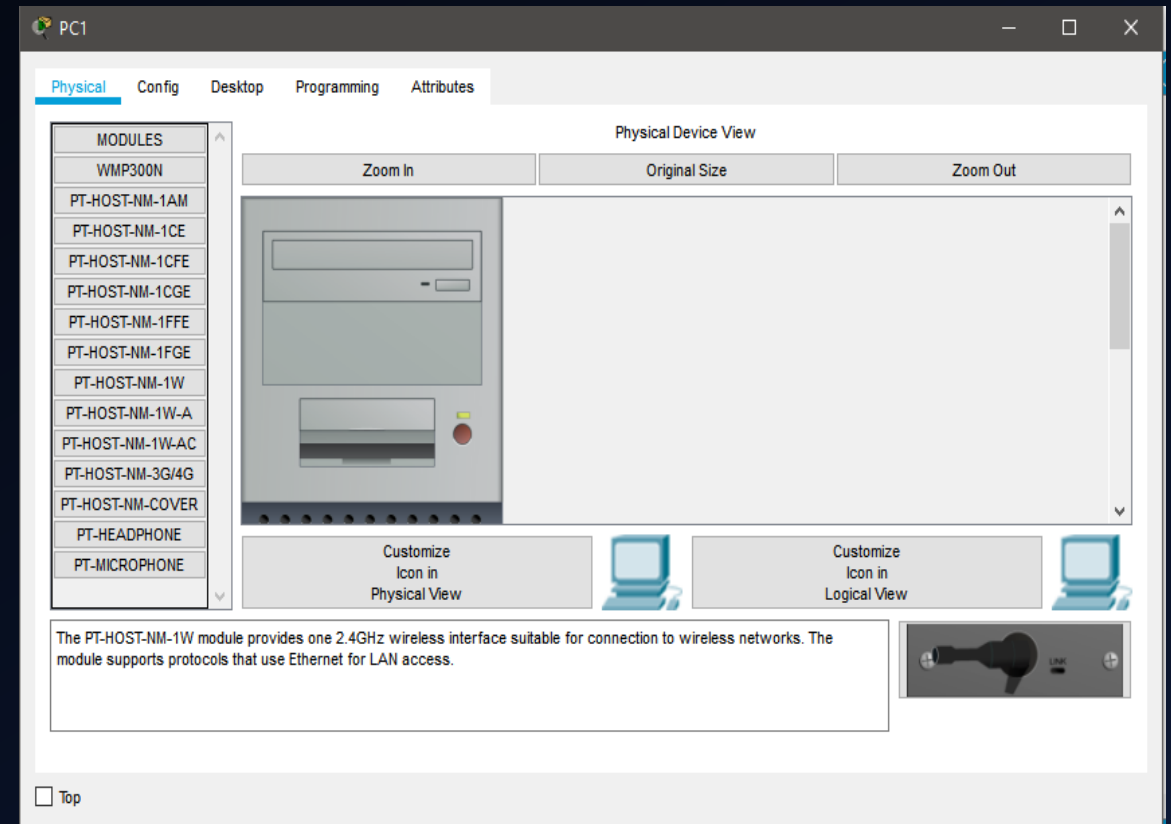 PC1
Physical Config Desktop Programming Attributes
MODULES
WMP300N
PT-HOST-NM-1AM
PT-HOST-NM-1CE
PT-HOST-NM-1CFE
PT-HOST-NM-1CGE
PT-HOST-NM-1FFE
PT-HOST-NM-1FGE
PT-HOST-NM-1W
PT-HOST-NM-1W-A
PT-HOST-NM-1W-AC
PT-HOST-NM-3G/4G
PT-HOST-NM-COVER
PT-HEADPHONE
PT-MICROPHONE
Physical Device View
Zoom In Original Size Zoom Out
Customize
Icon in
Physical View
Customize
Icon in
Logical View
The PT-HOST-NM-1W module provides one 2.4GHz wireless interface suitable for connection to wireless networks. The
module supports protocols that use Ethernet for LAN access.
LINK
Top